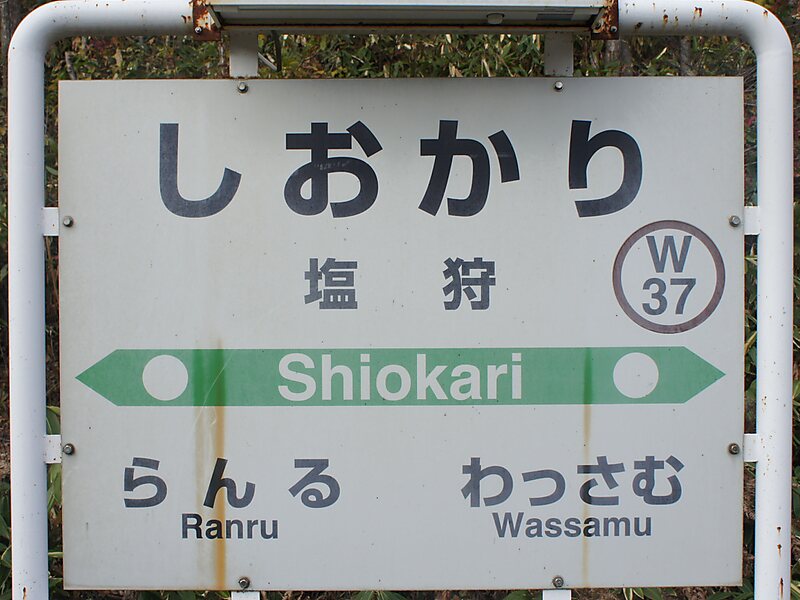 しおかり
塩狩
W
37
Shiokari
らんる
Ranru
わっさむ
Wassamu